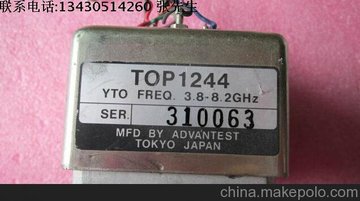 联系电话:13430514260 张先生
TOP1244
YTO FREQ. 3.8-8.2GHz
SER. 310063
MFD BY ADVANTEST
TOKYO JAPAN
china.makepolo.com